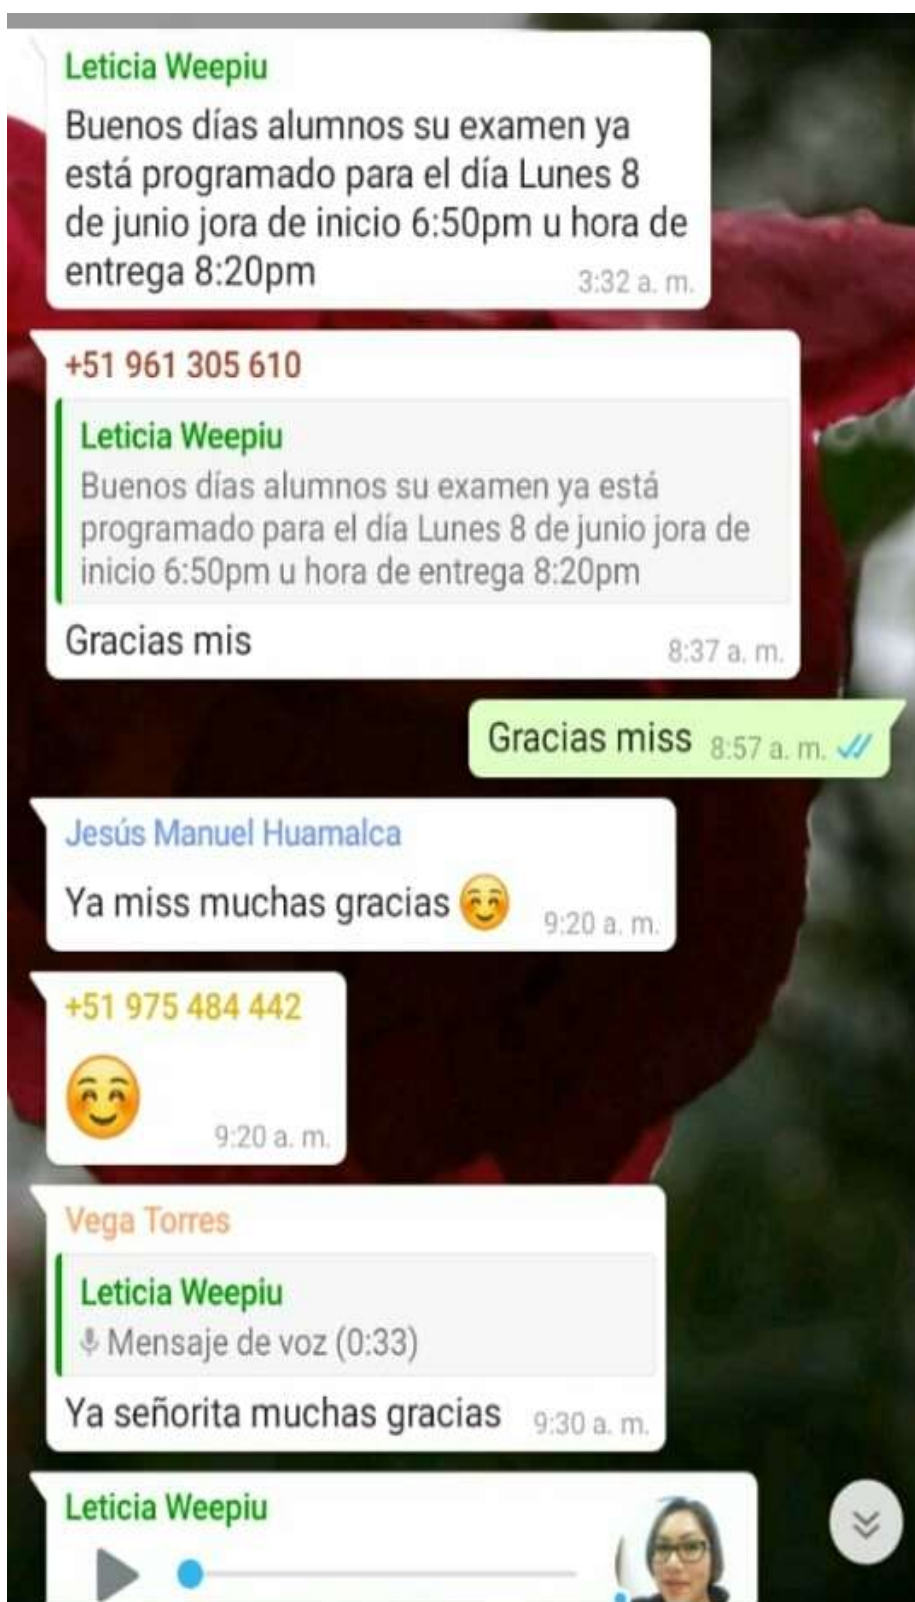 Leticia Weepiu
Buenos días alumnos su examen ya
está programado para el día Lunes 8
de junio jora de inicio 6:50pm u hora de
entrega 8:20pm 3:32 a. m.
+51 961 305 610
Leticia Weepiu
Buenos días alumnos su examen ya está
programado para el día Lunes 8 de junio jora de
inicio 6:50pm u hora de entrega 8:20pm
Gracias mis 8:37 a. m.
Gracias miss 8:57 a. m.
Jesús Manuel Huamalca
Ya miss muchas gracias 😊 9:20 a. m.
+51 975 484 442
😊
9:20 a. m.
Vega Torres
Leticia Weepiu
Mensaje de voz (0:33)
Ya señorita muchas gracias 9:30 a. m.
Leticia Weepiu